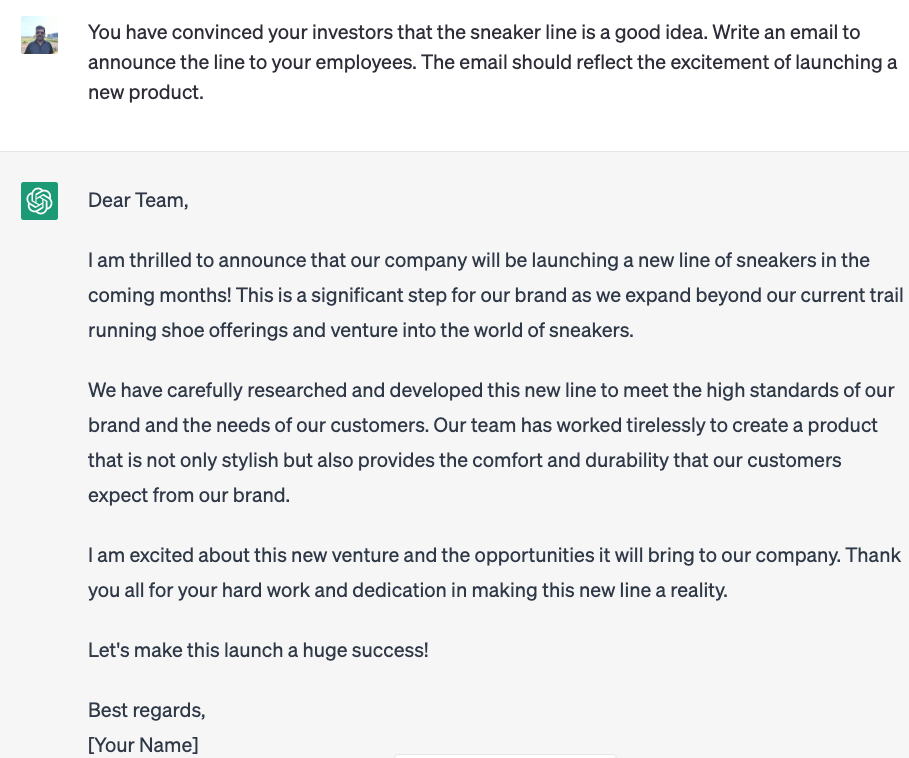 You have convinced your investors that the sneaker line is a good idea. Write an email to
announce the line to your employees. The email should reflect the excitement of launching a
new product.
Dear Team,
I am thrilled to announce that our company will be launching a new line of sneakers in the
coming months! This is a significant step for our brand as we expand beyond our current trail
running shoe offerings and venture into the world of sneakers.
We have carefully researched and developed this new line to meet the high standards of our
brand and the needs of our customers. Our team has worked tirelessly to create a product
that is not only stylish but also provides the comfort and durability that our customers
expect from our brand.
I am excited about this new venture and the opportunities it will bring to our company. Thank
you all for your hard work and dedication in making this new line a reality.
Let's make this launch a huge success!
Best regards,
[Your Name]